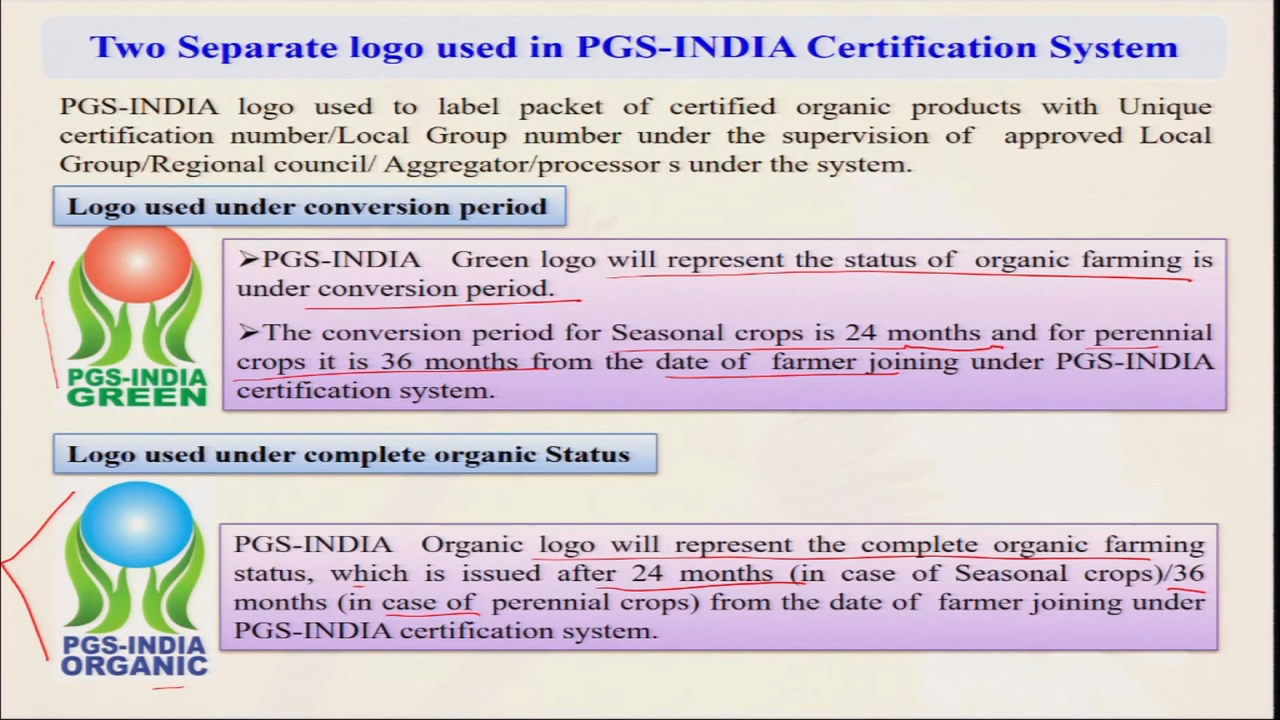 Two Separate logo used in PGS-INDIA Certification System
PGS-INDIA logo used to label packet of certified organic products with Unique
certification number/Local Group number under the supervision of approved Local
Group/Regional council/ Aggregator/processor s under the system.
Logo used under conversion period
PGS-INDIA
GREEN
➢PGS-INDIA Green logo will represent the status of organic farming is
under conversion period.
➢The conversion period for Seasonal crops is 24 months and for perennial
crops it is 36 months from the date of farmer joining under PGS-INDIA
certification system.
Logo used under complete organic Status
PGS-INDIA
ORGANIC
PGS-INDIA Organic logo will represent the complete organic farming
status, which is issued after 24 months (in case of Seasonal crops)/36
months (in case of perennial crops) from the date of farmer joining under
PGS-INDIA certification system.